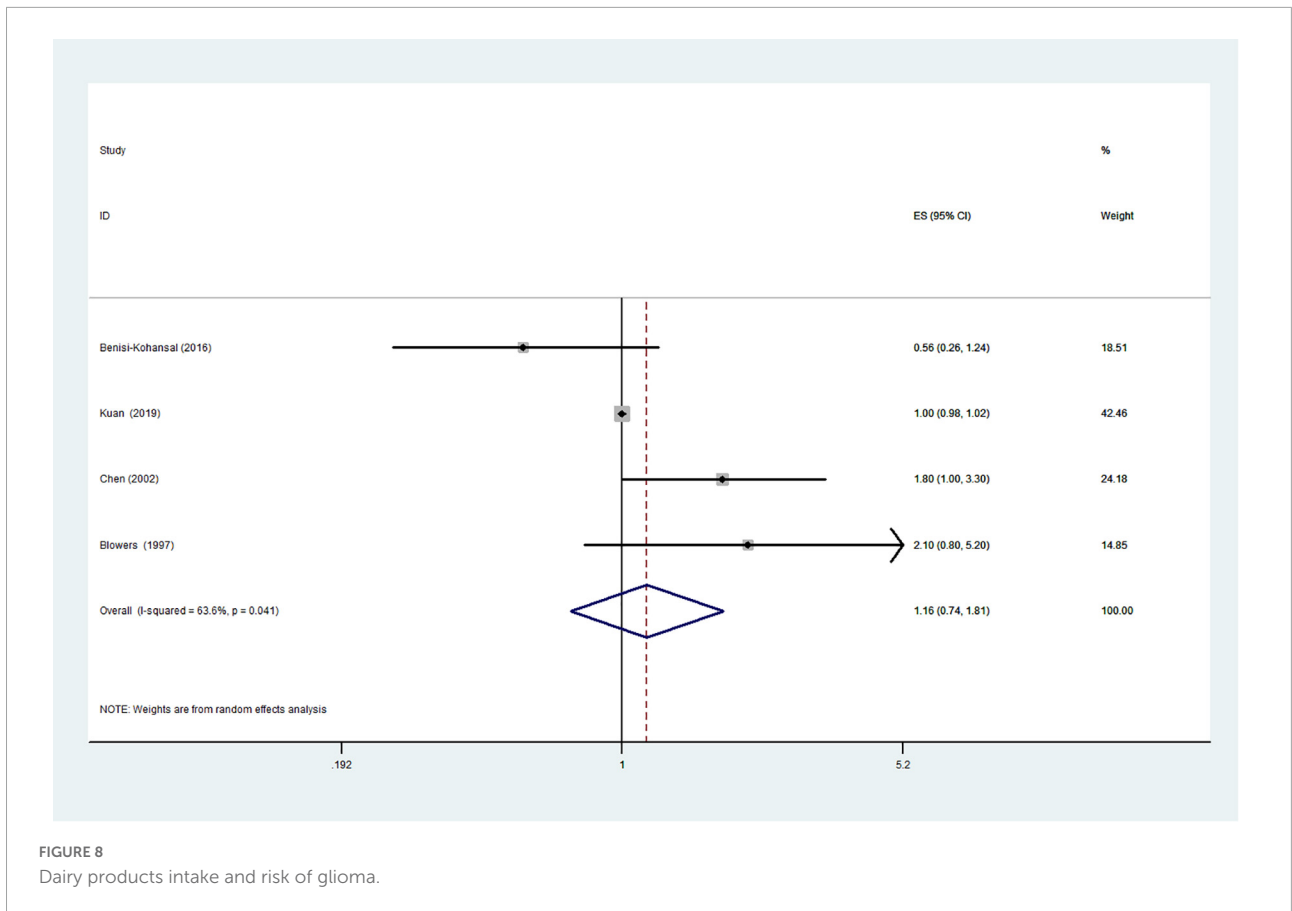 Study %
ID ES (95% CI) Weight
Benisi-Kohansal (2016) 0.56 (0.26, 1.24) 18.51
Kuan (2019) 1.00 (0.98, 1.02) 42.46
Chen (2002) 1.80 (1.00, 3.30) 24.18
Blowers (1997) 2.10 (0.80, 5.20) 14.85
Overall (I-squared = 63.6%, p = 0.041) 1.16 (0.74, 1.81) 100.00
NOTE: Weights are from random effects analysis
.192 1 5.2
FIGURE 8
Dairy products intake and risk of glioma.